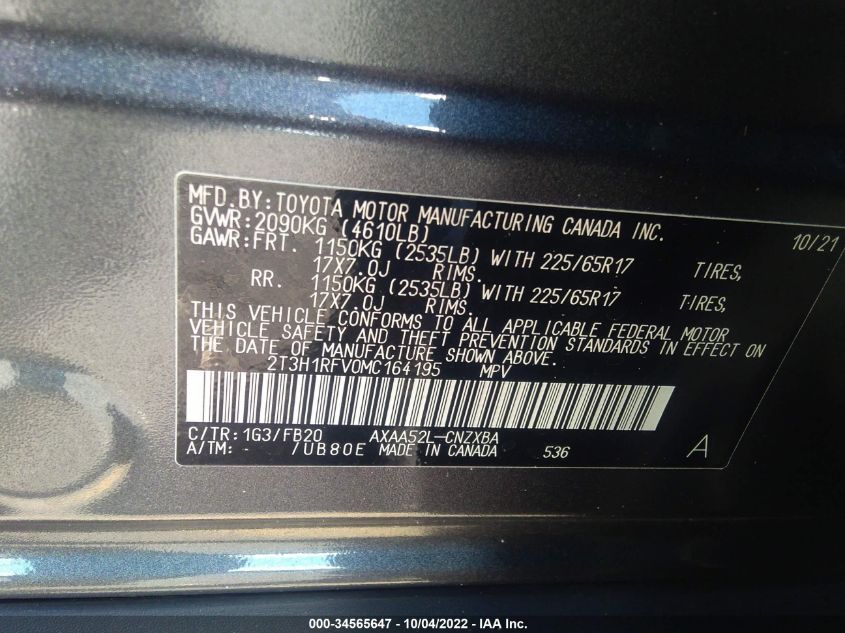 MFD.BY:TOYOTA MOTOR MANUFACTURING CANADA INC.
GVWR:2090KG (4610LB) 10/21
GAWR:FRT. 1150KG (2535LB) WITH 225/65R17 TIRES,
17X7.0J RIMS.
RR. 1150KG (2535LB) WITH 225/65R17 TIRES,
17X7.0J RIMS.
THIS VEHICLE CONFORMS TO ALL APPLICABLE FEDERAL MOTOR
VEHICLE SAFETY AND THEFT PREVENTION STANDARDS IN EFFECT ON
THE DATE OF MANUFACTURE SHOWN ABOVE.
2T3H1RFV0MC164195 MPV
C/TR:1G3/FB20 AXAA52L-CNZXBA
A/TM: - /UB80E MADE IN CANADA 536 A
000-34565647 - 10/04/2022 - IAA Inc.